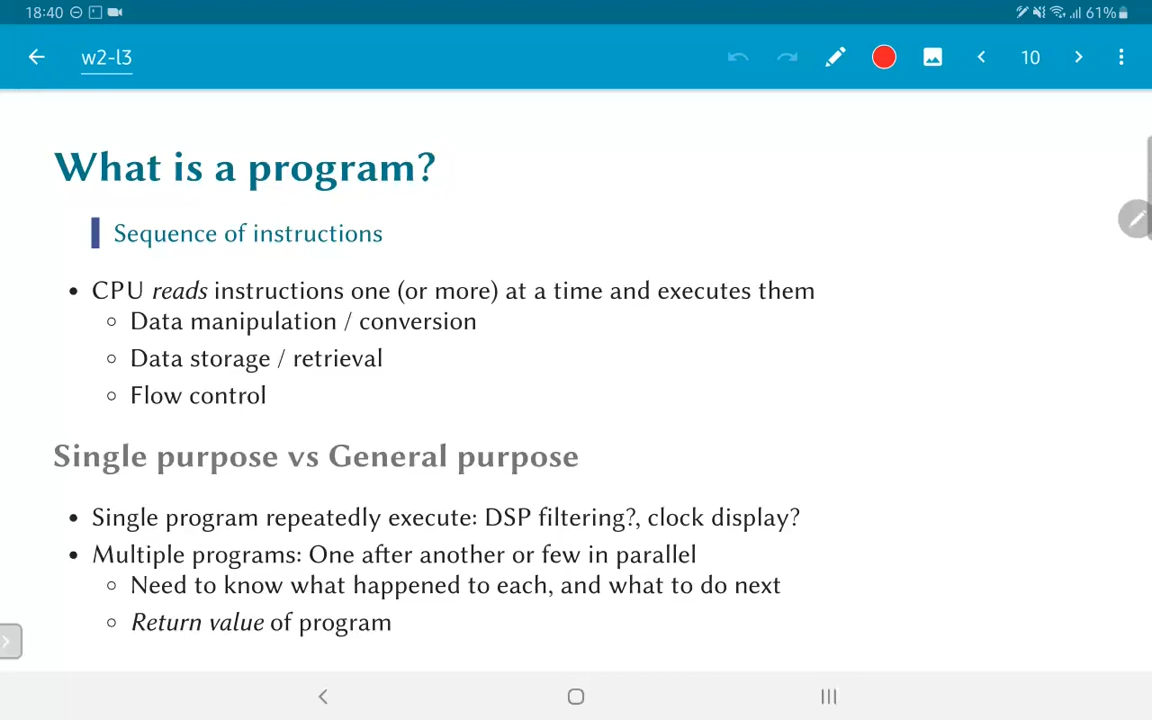 18:40 61%
w2-l3 10
What is a program?
Sequence of instructions
• CPU reads instructions one (or more) at a time and executes them
◦ Data manipulation / conversion
◦ Data storage / retrieval
◦ Flow control
Single purpose vs General purpose
• Single program repeatedly execute: DSP filtering?, clock display?
• Multiple programs: One after another or few in parallel
◦ Need to know what happened to each, and what to do next
◦ Return value of program